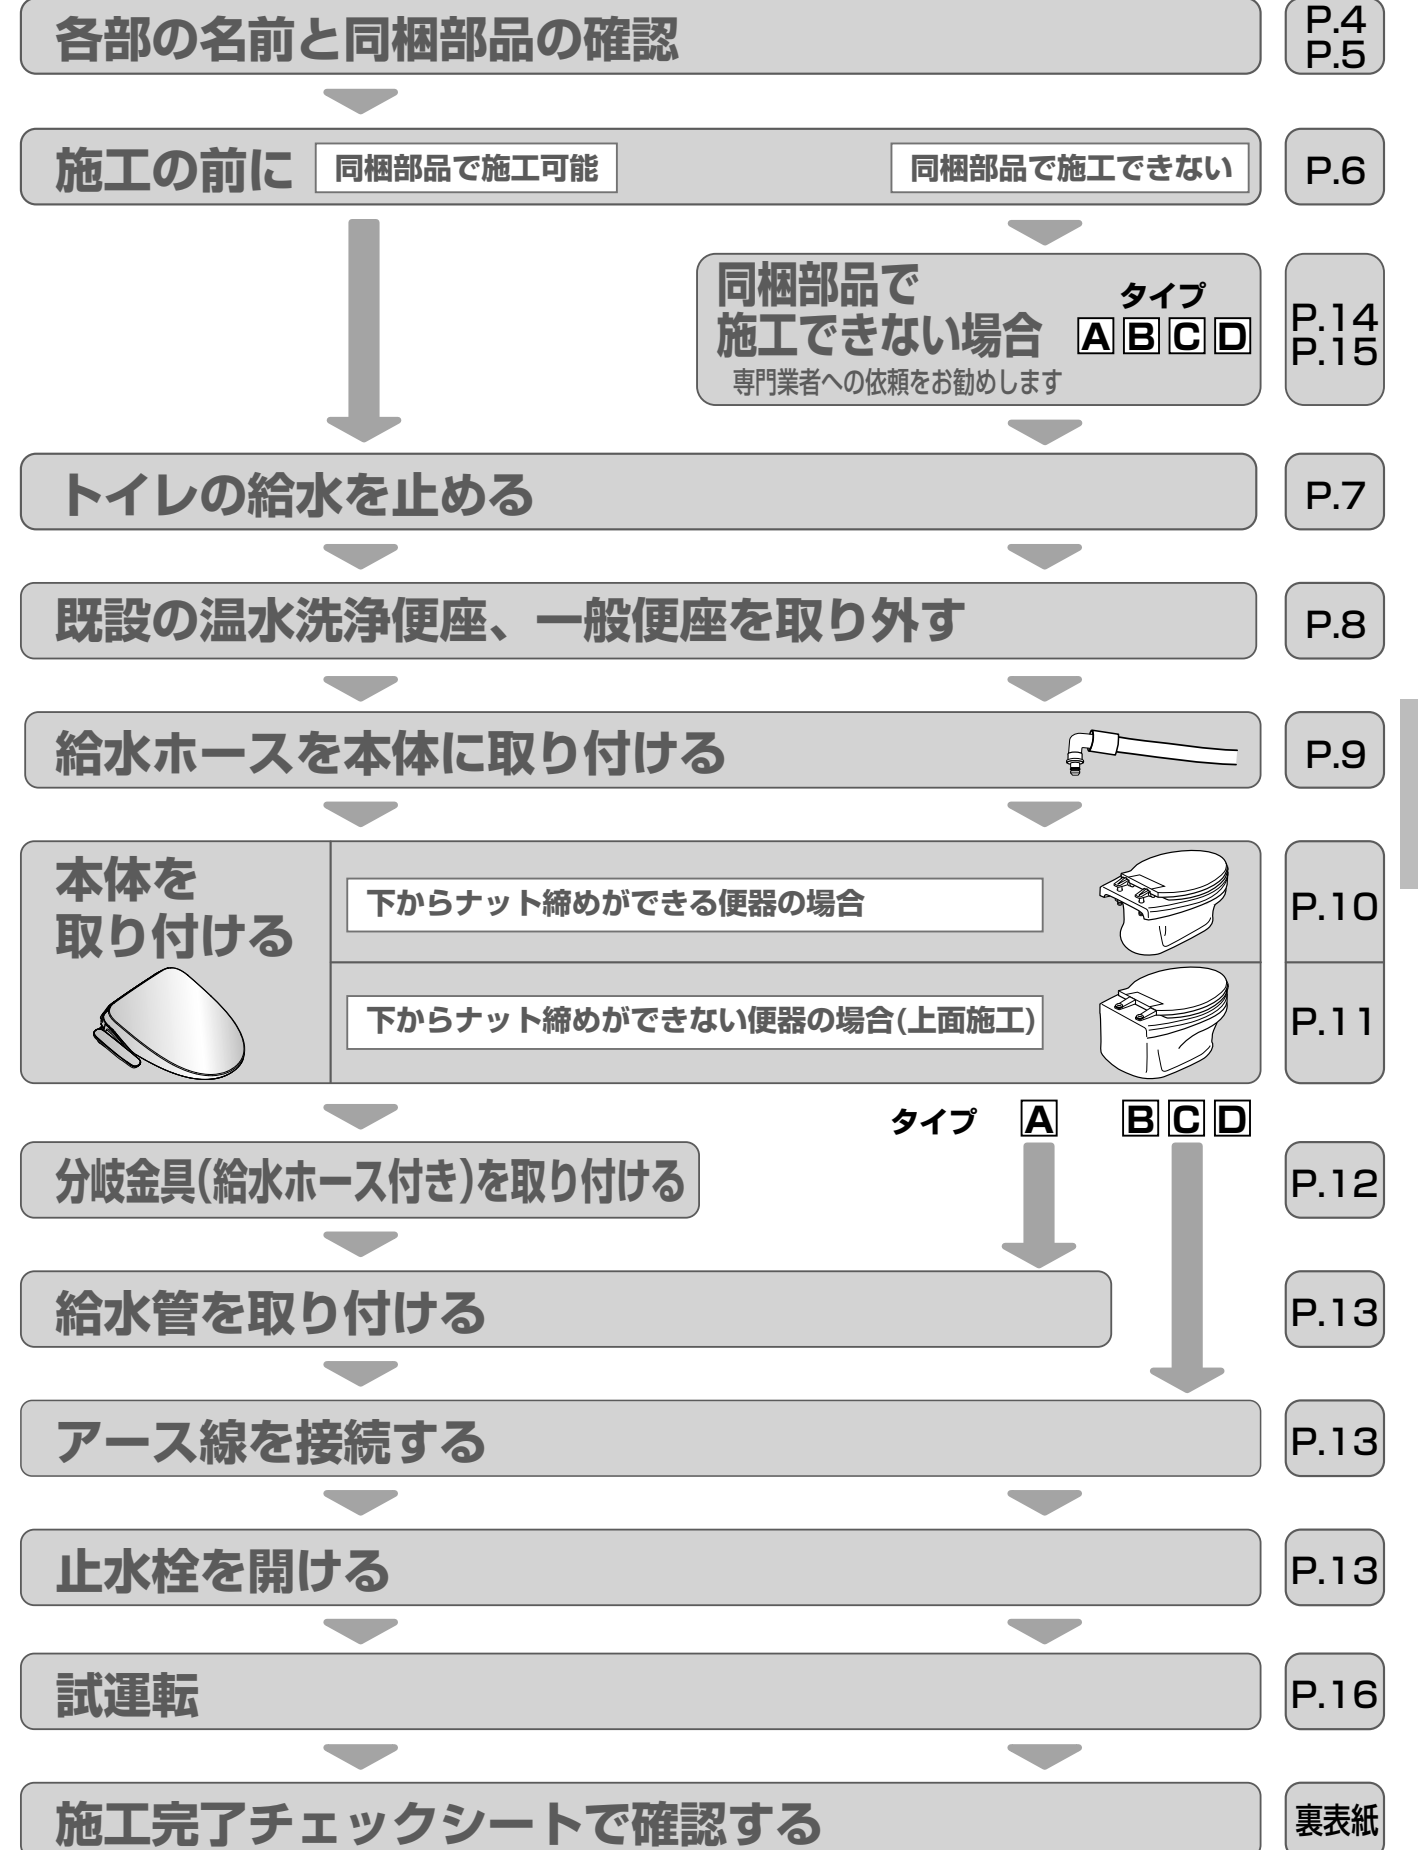 各部の名前と同梱部品の確認
P.4
P.5
施工の前に 同梱部品で施工可能 同梱部品で施工できない
P.6
同梱部品で
施工できない場合
専門業者への依頼をお勧めします
タイプ
A B C D
P.14
P.15
トイレの給水を止める
P.7
既設の温水洗浄便座、一般便座を取り外す
P.8
給水ホースを本体に取り付ける
P.9
本体を
取り付ける
下からナット締めができる便器の場合
P.10
下からナット締めができない便器の場合(上面施工)
P.11
タイプ A B C D
分岐金具(給水ホース付き)を取り付ける
P.12
給水管を取り付ける
P.13
アース線を接続する
P.13
止水栓を開ける
P.13
試運転
P.16
施工完了チェックシートで確認する
裏表紙